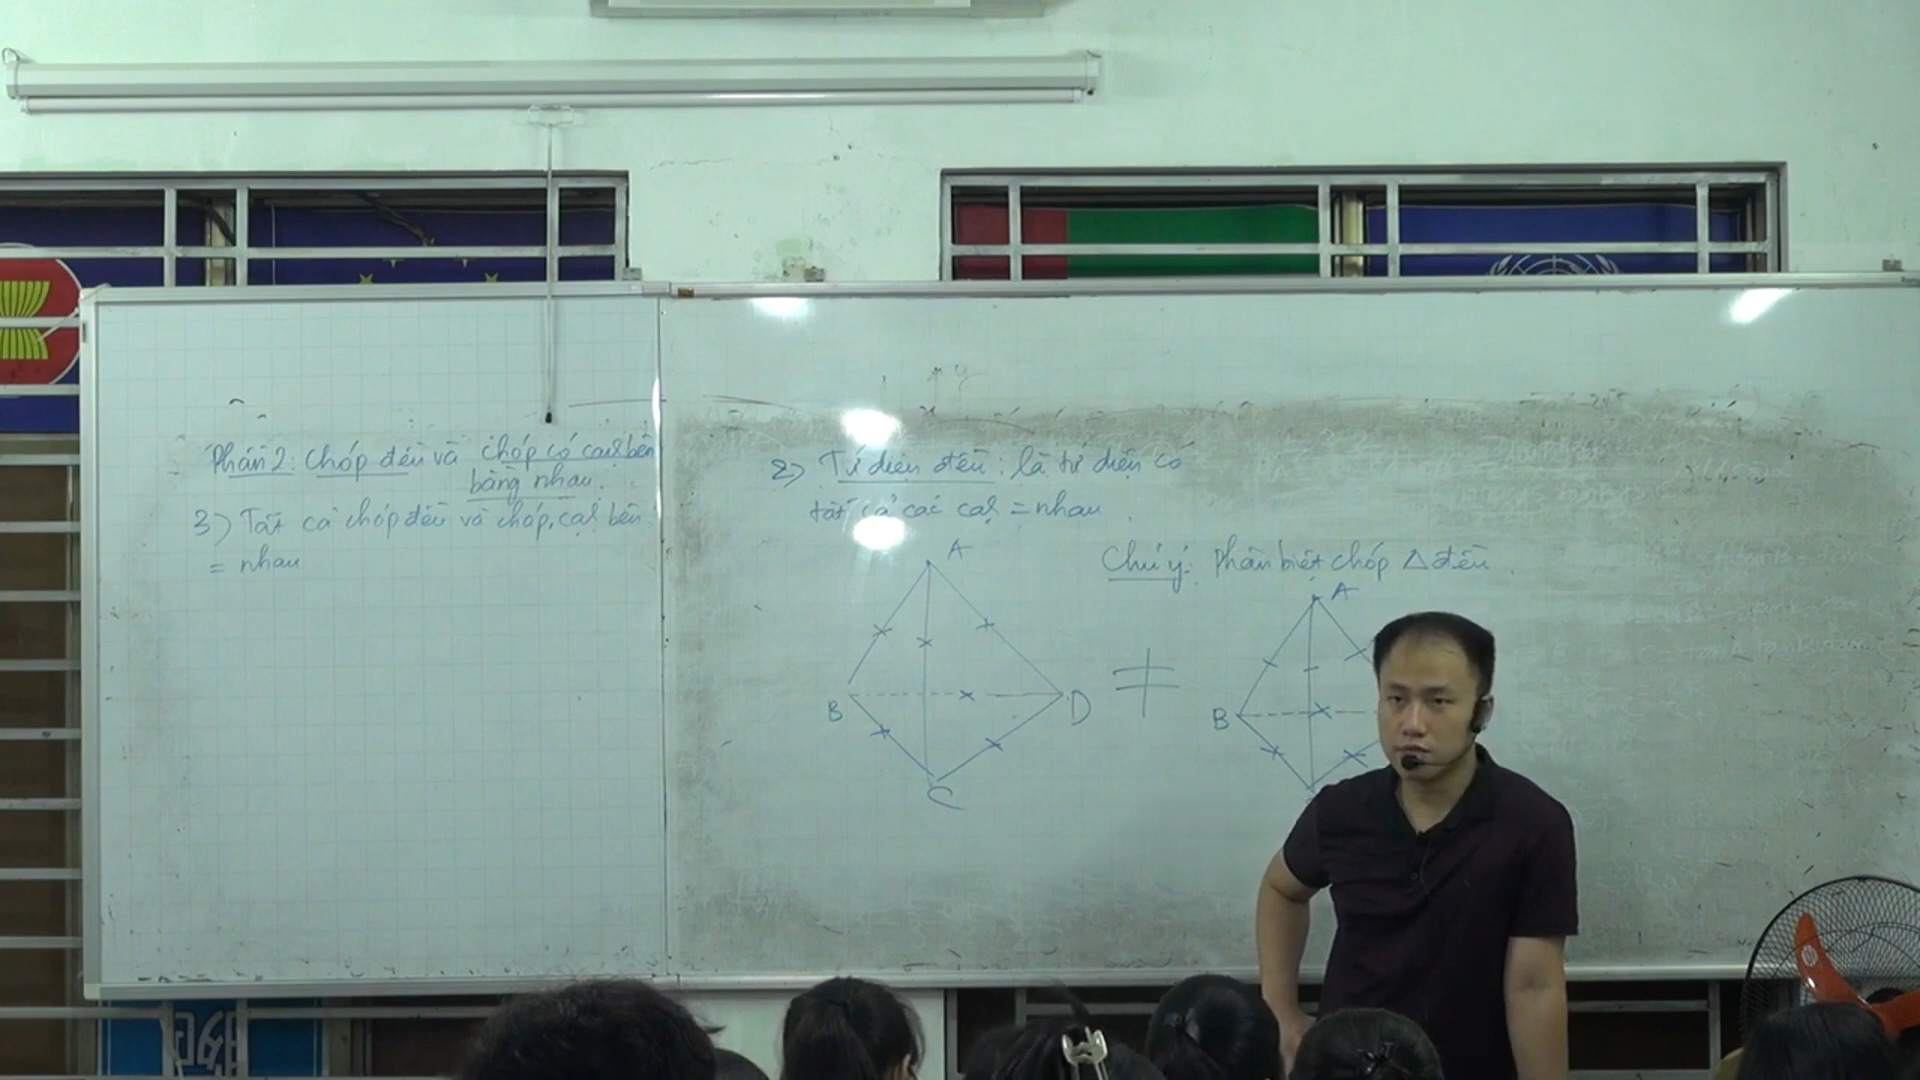 Phần 2: Chóp đều và chóp có cạnh bên
bằng nhau.
3) Tất cả chóp đều và chóp, cạnh bên
= nhau
2) Tứ diện đều: là tứ diện có
tất cả các cạnh = nhau.
Chú ý: Phân biệt chóp Δ đều.
A
B
D
C
≠
A
B